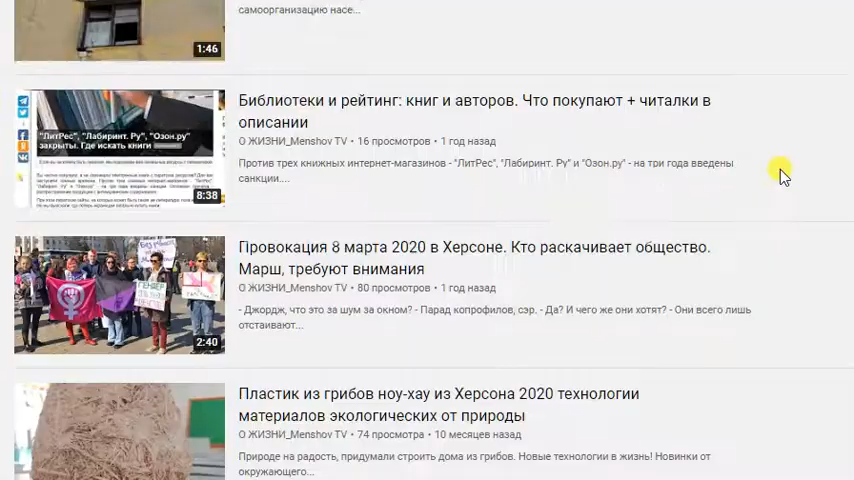 самоорганизацию насе...
1:46
Библиотеки и рейтинг: книг и авторов. Что покупают + читалки в
описании
О ЖИЗНИ_Menshov TV • 16 просмотров • 1 год назад
"ЛитРес", "Лабиринт. Ру", "Озон.ру"
закрыты. Где искать книги
Против трех книжных интернет-магазинов - "ЛитРес", "Лабиринт. Ру" и "Озон.ру" - на три года введены
санкции....
8:38
Провокация 8 марта 2020 в Херсоне. Кто раскачивает общество.
Марш, требуют внимания
О ЖИЗНИ_Menshov TV • 80 просмотров • 1 год назад
- Джордж, что это за шум за окном? - Парад копрофилов, сэр. - Да? И чего же они хотят? - Они всего лишь
отстаивают...
2:40
Пластик из грибов ноу-хау из Херсона 2020 технологии
материалов экологических от природы
О ЖИЗНИ_Menshov TV • 74 просмотра • 10 месяцев назад
Природе на радость, придумали строить дома из грибов. Новые технологии в жизнь! Новинки от
окружающего...